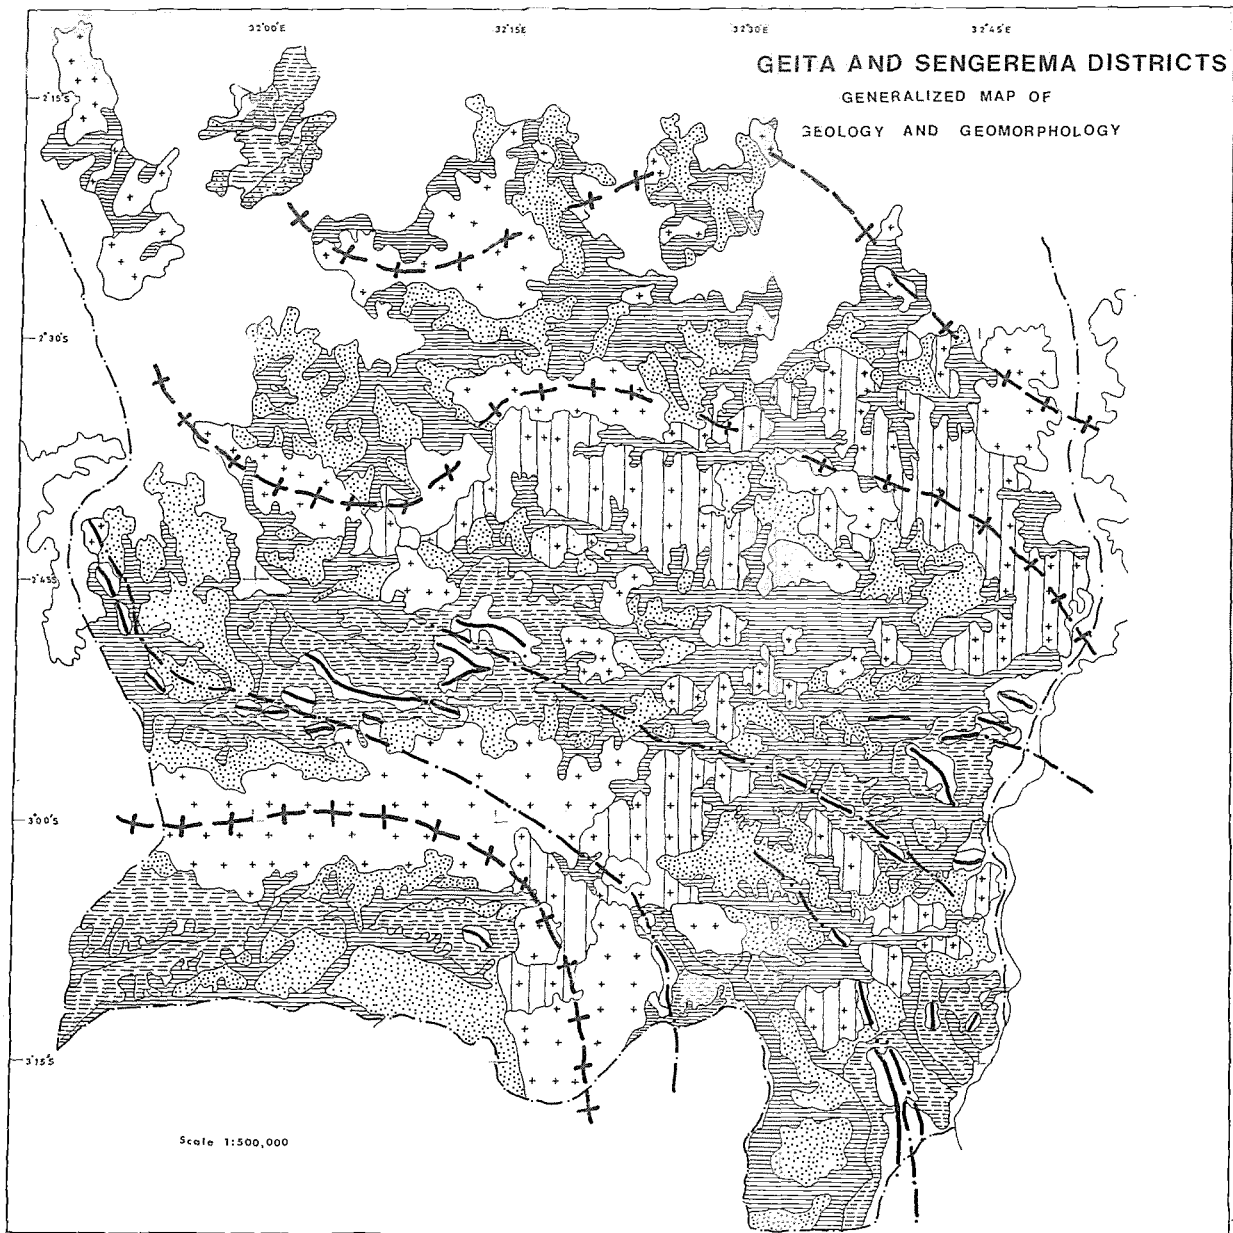 32°00'E
32°15'E
32°30'E
32°45'E
GEITA AND SENGEREMA DISTRICTS
GENERALIZED MAP OF
GEOLOGY AND GEOMORPHOLOGY
2°15'S
2°30'S
2°45'S
3°00'S
3°15'S
Scale 1:500,000